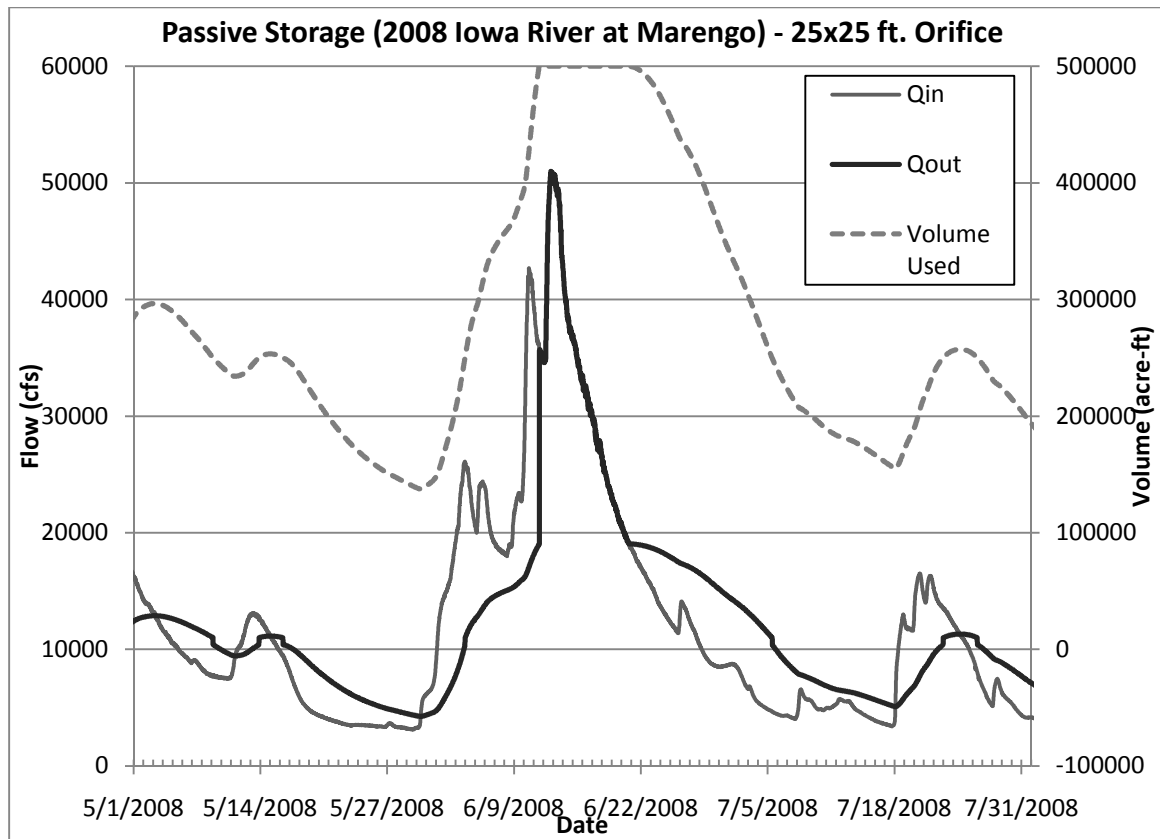 Passive Storage (2008 Iowa River at Marengo) - 25x25 ft. Orifice
60000
50000
40000
30000
20000
10000
0
Flow (cfs)
500000
400000
300000
200000
100000
0
-100000
Volume (acre-ft)
Qin
Qout
Volume
Used
5/1/2008 5/14/2008 5/27/2008 6/9/2008 6/22/2008 7/5/2008 7/18/2008 7/31/2008
Date